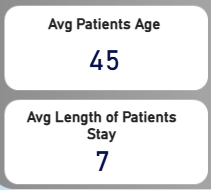 Avg Patients Age
45
Avg Length of Patients
Stay
7